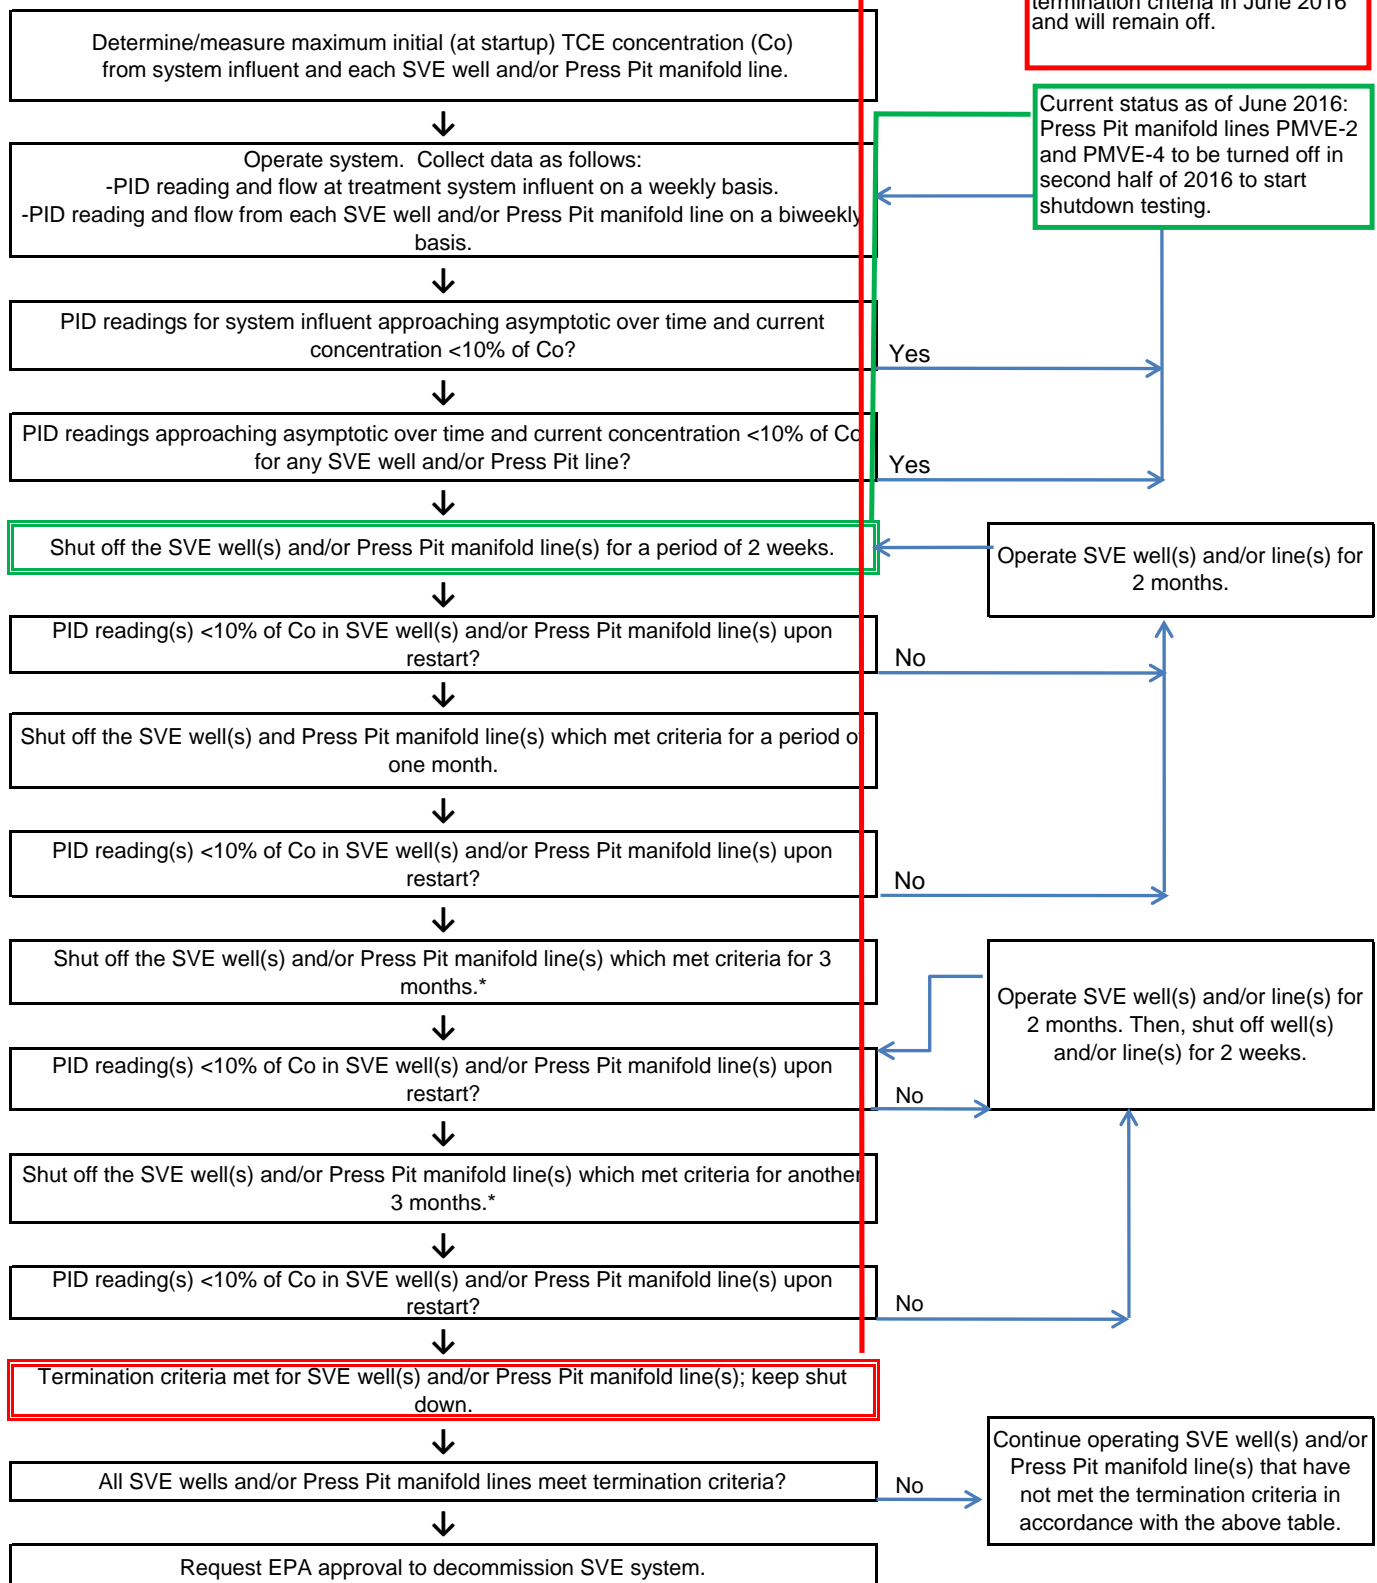 termination criteria in June 2016
and will remain off.
Determine/measure maximum initial (at startup) TCE concentration (Co)
from system influent and each SVE well and/or Press Pit manifold line.
Current status as of June 2016:
Press Pit manifold lines PMVE-2
and PMVE-4 to be turned off in
second half of 2016 to start
shutdown testing.
Operate system.  Collect data as follows:
-PID reading and flow at treatment system influent on a weekly basis.
-PID reading and flow from each SVE well and/or Press Pit manifold line on a biweekly
basis.
PID readings for system influent approaching asymptotic over time and current
concentration <10% of Co?
Yes
PID readings approaching asymptotic over time and current concentration <10% of Co
for any SVE well and/or Press Pit line?
Yes
Shut off the SVE well(s) and/or Press Pit manifold line(s) for a period of 2 weeks.
Operate SVE well(s) and/or line(s) for
2 months.
PID reading(s) <10% of Co in SVE well(s) and/or Press Pit manifold line(s) upon
restart?
No
Shut off the SVE well(s) and Press Pit manifold line(s) which met criteria for a period of
one month.
PID reading(s) <10% of Co in SVE well(s) and/or Press Pit manifold line(s) upon
restart?
No
Shut off the SVE well(s) and/or Press Pit manifold line(s) which met criteria for 3
months.*
Operate SVE well(s) and/or line(s) for
2 months. Then, shut off well(s)
and/or line(s) for 2 weeks.
PID reading(s) <10% of Co in SVE well(s) and/or Press Pit manifold line(s) upon
restart?
No
Shut off the SVE well(s) and/or Press Pit manifold line(s) which met criteria for another
3 months.*
PID reading(s) <10% of Co in SVE well(s) and/or Press Pit manifold line(s) upon
restart?
No
Termination criteria met for SVE well(s) and/or Press Pit manifold line(s); keep shut
down.
All SVE wells and/or Press Pit manifold lines meet termination criteria?
No
Continue operating SVE well(s) and/or
Press Pit manifold line(s) that have
not met the termination criteria in
accordance with the above table.
Request EPA approval to decommission SVE system.